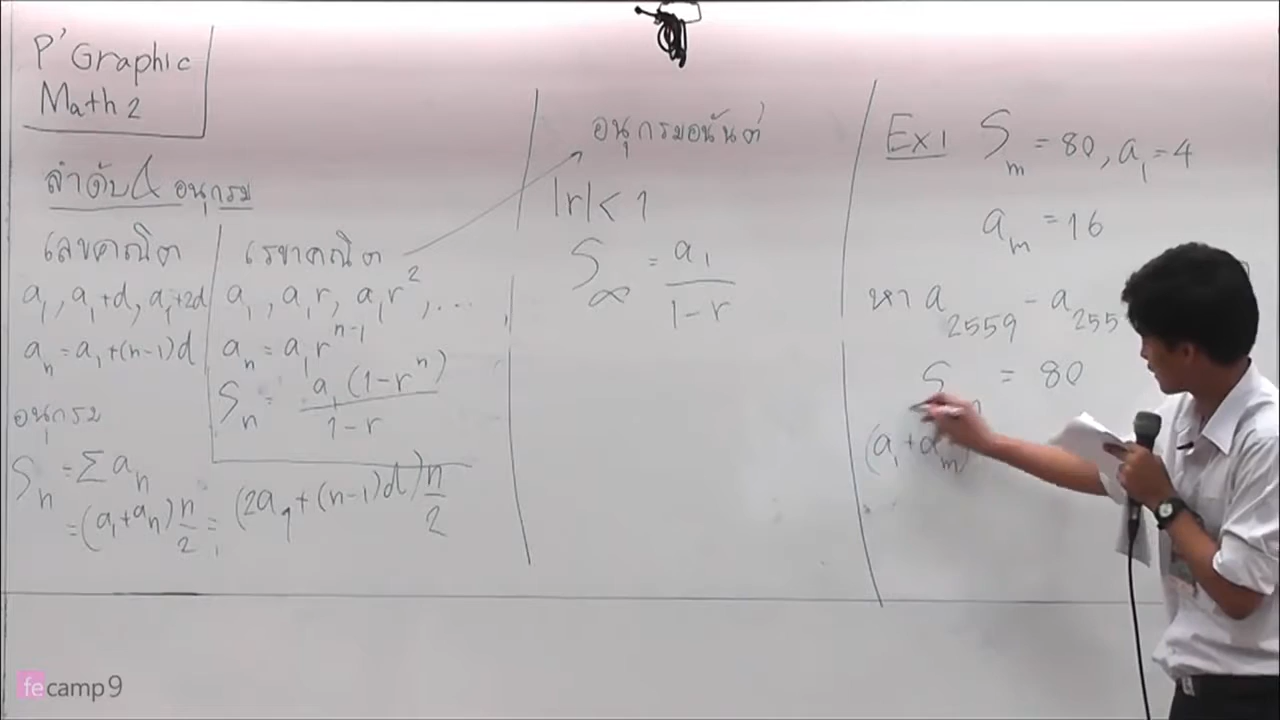 P' Graphic
Math 2
ลำดับ & อนุกรม
เลขคณิต
a₁, a₁+d, a₁+2d
aₙ = a₁+(n-1)d
อนุกรม
Sₙ = Σaₙ
= (a₁+aₙ)n/2 = (2a₁+(n-1)d)n/2
เรขาคณิต
a₁, a₁r, a₁r², ...
aₙ = a₁rⁿ⁻¹
Sₙ = a₁(1-rⁿ)/1-r
อนุกรมอนันต์
|r| < 1
S∞ = a₁/1-r
Ex1 Sₘ = 80, a₁=4
aₘ = 16
หา a₂₅₅₉ - a₂₅₅
S = 80
(a₁+aₘ)
fecamp9